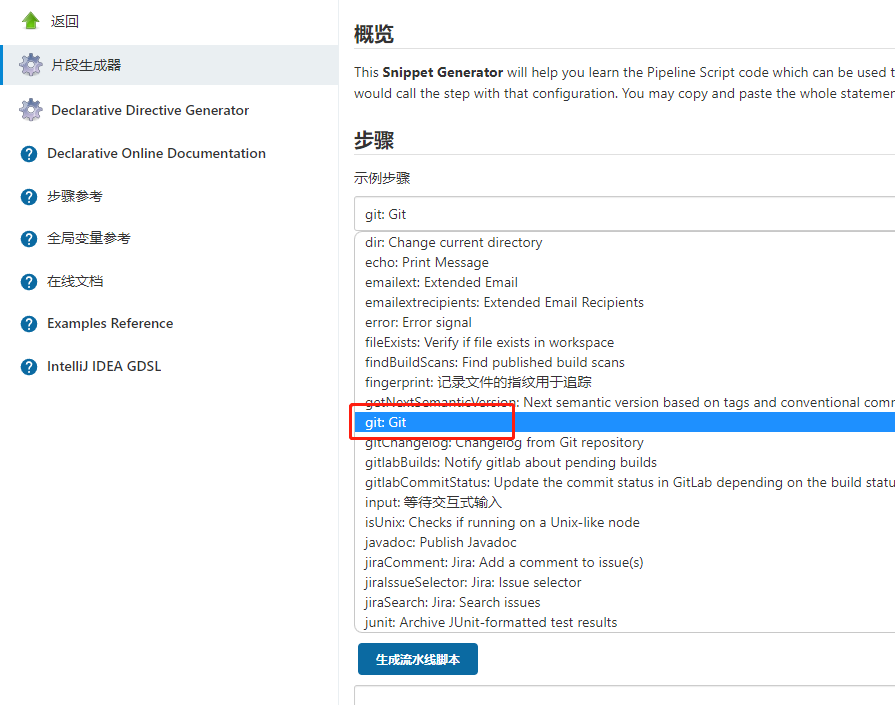 返回
片段生成器
Declarative Directive Generator
Declarative Online Documentation
步骤参考
全局变量参考
在线文档
Examples Reference
IntelliJ IDEA GDSL
概览
This Snippet Generator will help you learn the Pipeline Script code which can be used t
would call the step with that configuration. You may copy and paste the whole statemen
步骤
示例步骤
git: Git
dir: Change current directory
echo: Print Message
emailext: Extended Email
emailextrecipients: Extended Email Recipients
error: Error signal
fileExists: Verify if file exists in workspace
findBuildScans: Find published build scans
fingerprint: 记录文件的指纹用于追踪
getNextSemanticVersion: Next semantic version based on tags and conventional comm
git: Git
gitChangelog: Changelog from Git repository
gitlabBuilds: Notify gitlab about pending builds
gitlabCommitStatus: Update the commit status in GitLab depending on the build statu
input: 等待交互式输入
isUnix: Checks if running on a Unix-like node
javadoc: Publish Javadoc
jiraComment: Jira: Add a comment to issue(s)
jiraIssueSelector: Jira: Issue selector
jiraSearch: Jira: Search issues
junit: Archive JUnit-formatted test results
生成流水线脚本